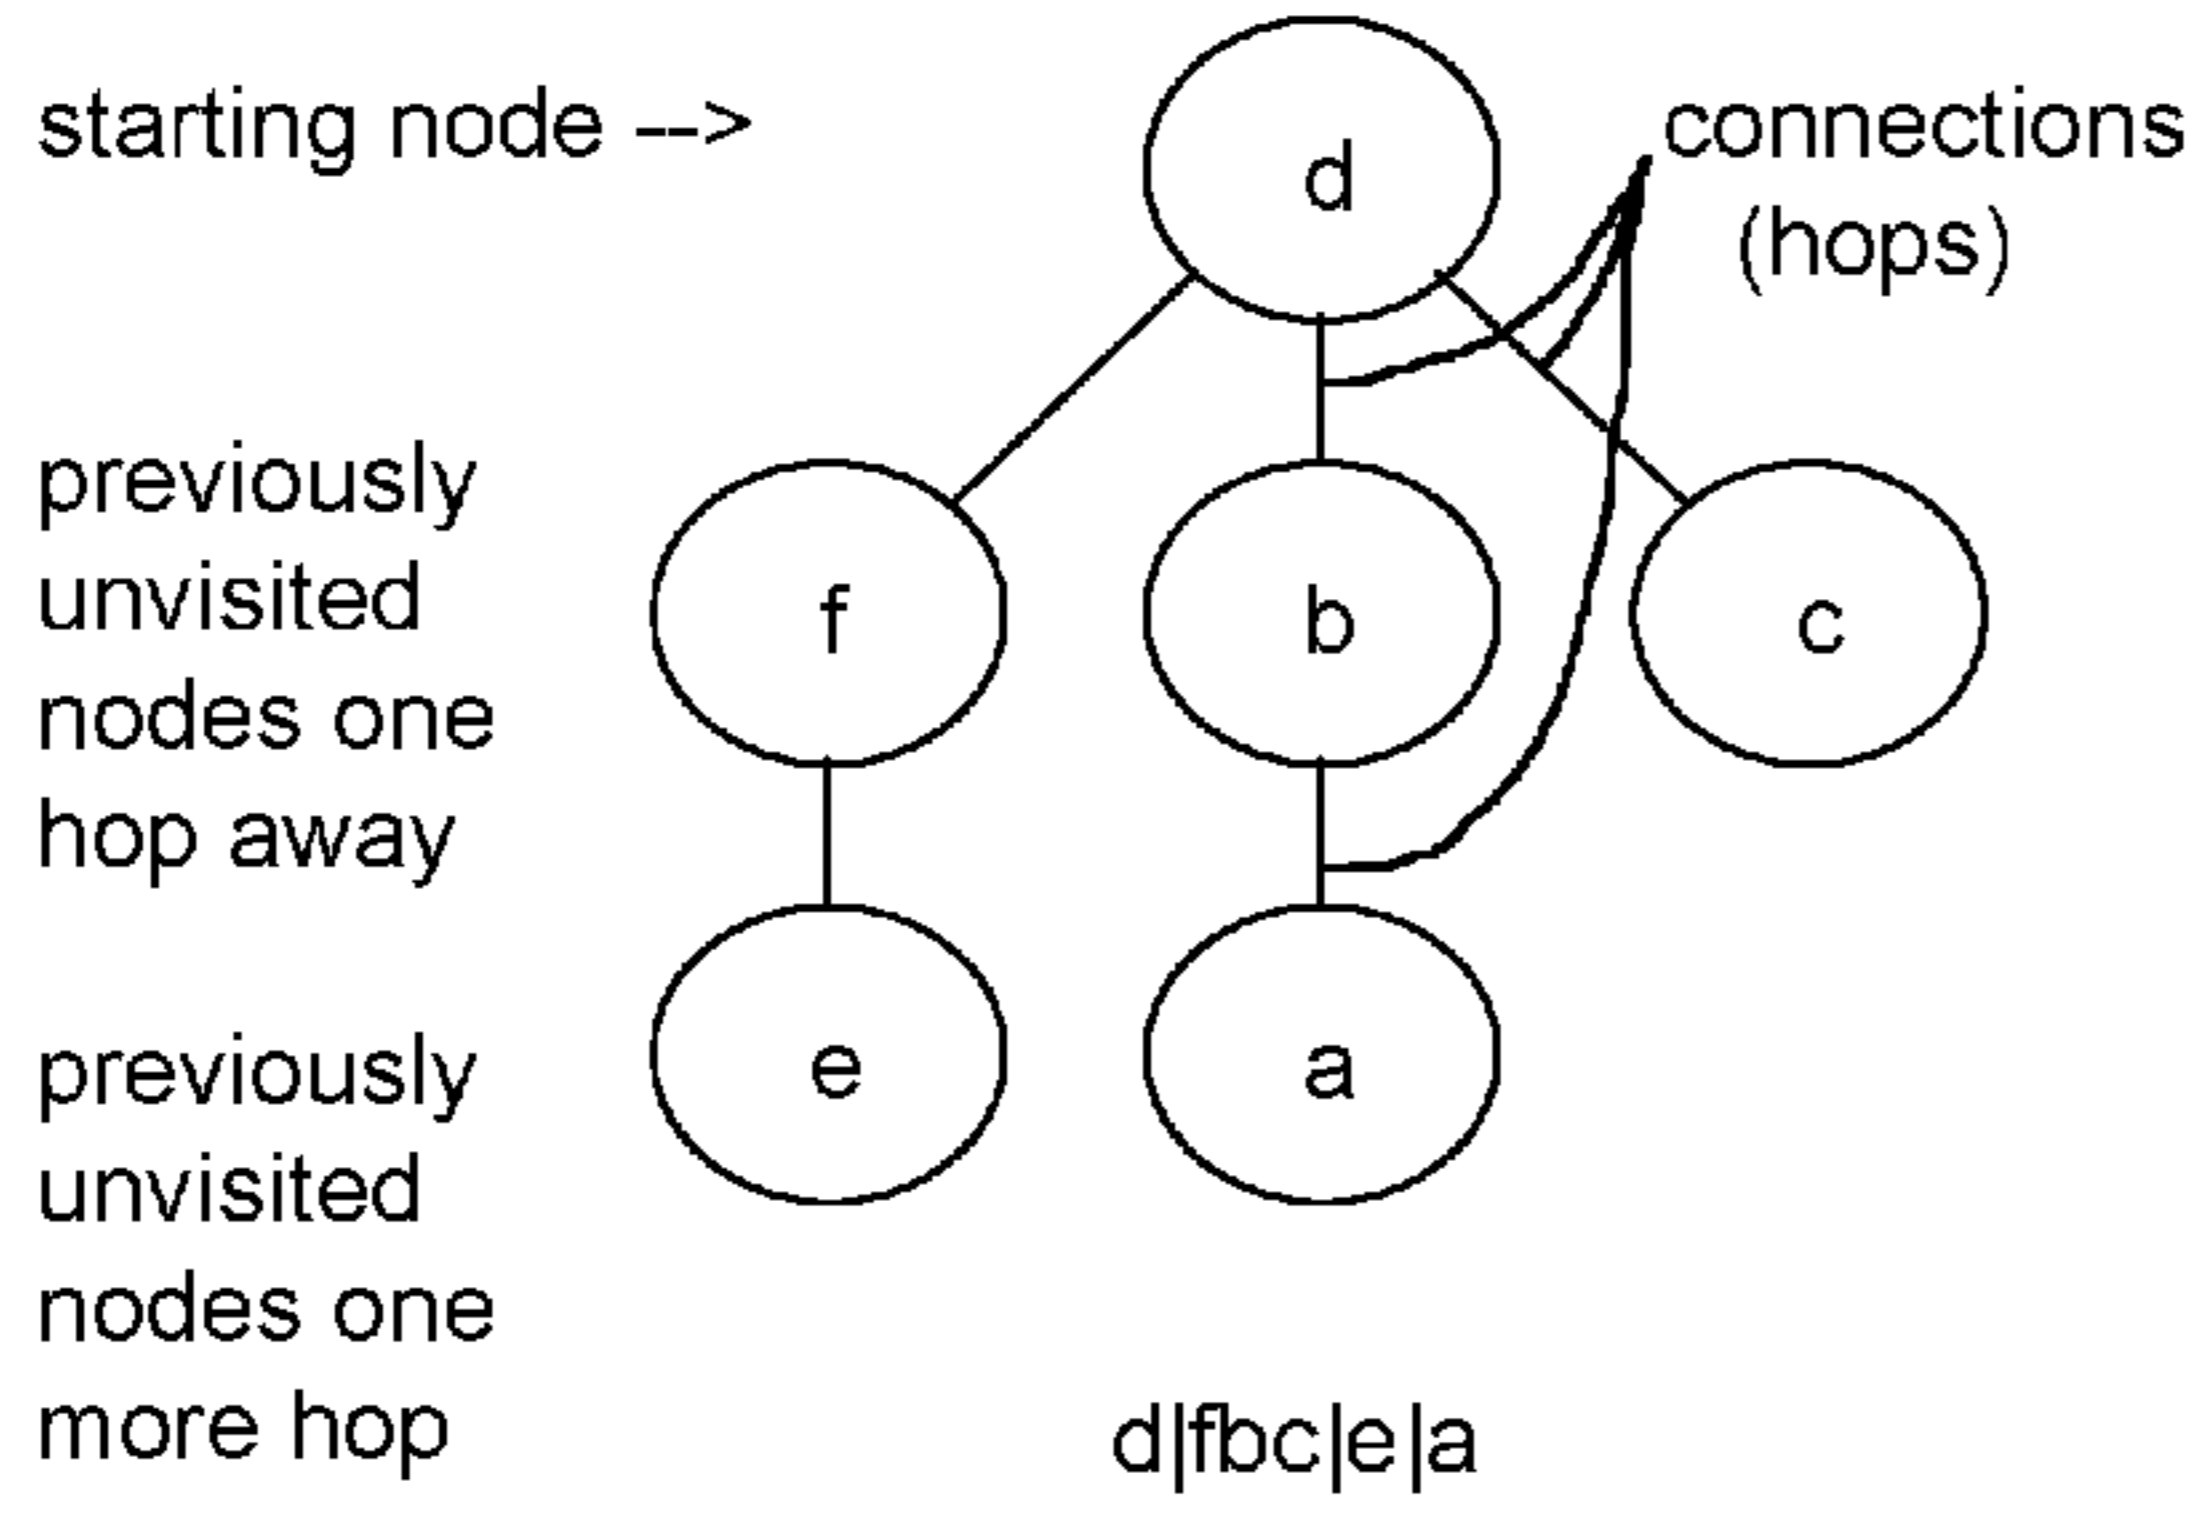 starting node -->
d
connections
(hops)
previously
unvisited
nodes one
hop away
f
b
c
previously
unvisited
nodes one
more hop
e
a
d|fbc|e|a